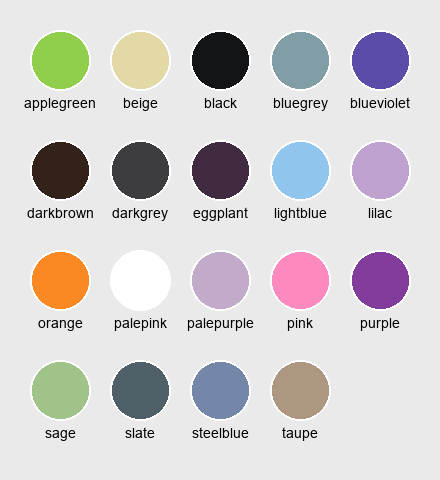 applegreen beige black bluegrey blueviolet
darkbrown darkgrey eggplant lightblue lilac
orange palepink palepurple pink purple
sage slate steelblue taupe